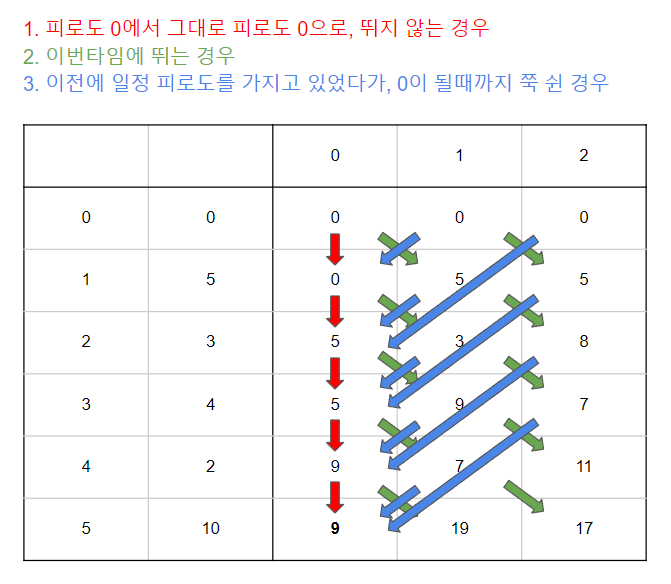 1. 피로도 0에서 그대로 피로도 0으로, 뛰지 않는 경우
2. 이번타임에 뛰는 경우
3. 이전에 일정 피로도를 가지고 있었다가, 0이 될때까지 쭉 쉰 경우
0 1 2
0 0 0 0 0
1 5 0 5 5
2 3 5 3 8
3 4 5 9 7
4 2 9 7 11
5 10 9 19 17